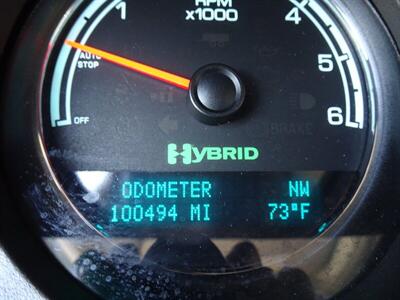 RPM
x1000
1
4
5
6
AUTO
STOP
OFF
BRAKE
HYBRID
ODOMETER NW
100494 MI 73°F